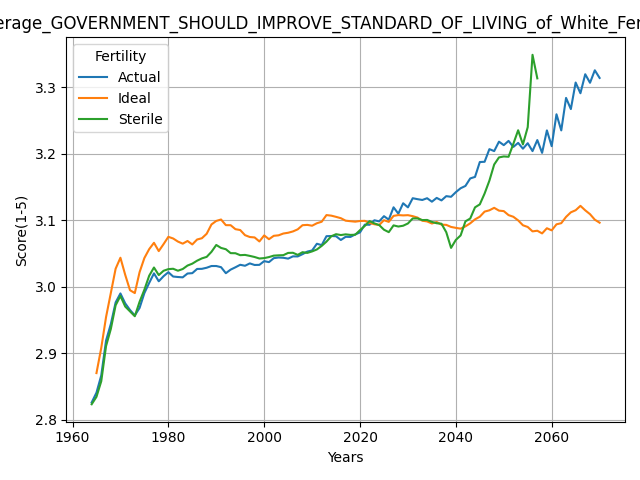 erage_GOVERNMENT_SHOULD_IMPROVE_STANDARD_OF_LIVING_of_White_Fer
Fertility
Actual
Ideal
Sterile
Score(1-5)
3.3
3.2
3.1
3.0
2.9
2.8
1960 1980 2000 2020 2040 2060
Years